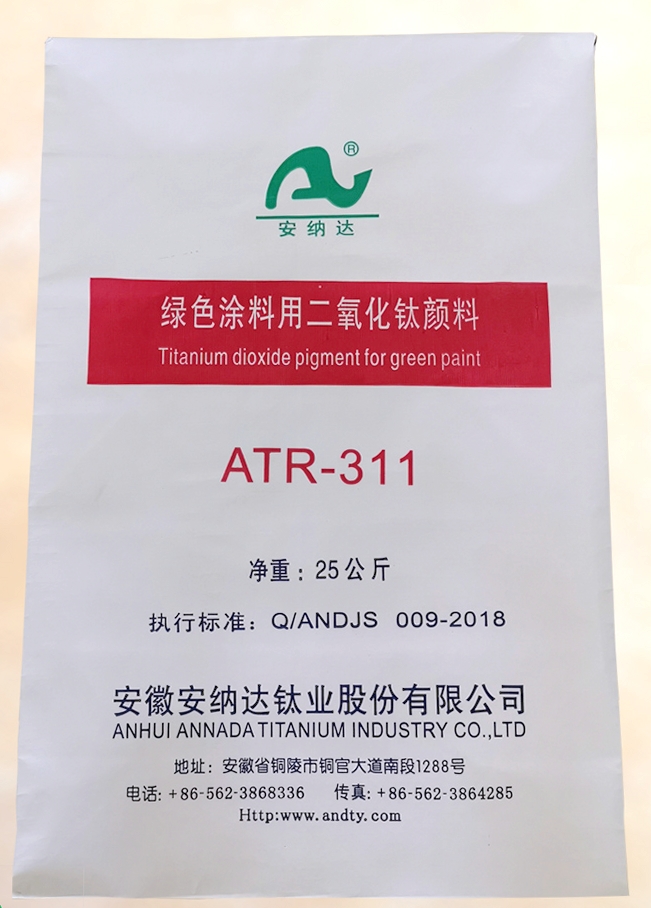 ®
安纳达
绿色涂料用二氧化钛颜料
Titanium dioxide pigment for green paint
ATR-311
净重：25公斤
执行标准：Q/ANDJS 009-2018
安徽安纳达钛业股份有限公司
ANHUI ANNADA TITANIUM INDUSTRY CO.,LTD
地址：安徽省铜陵市铜官大道南段1288号
电话：+86-562-3868336 传真：+86-562-3864285
Http:www.andty.com